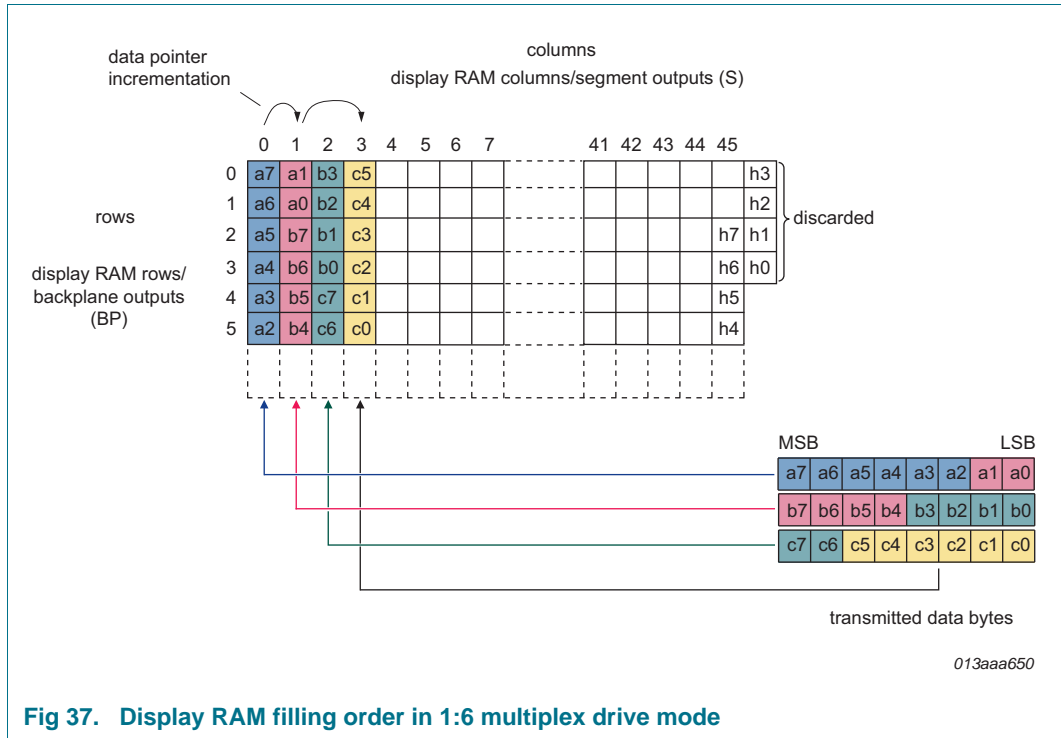 data pointer
incrementation
columns
display RAM columns/segment outputs (S)
0 1 2 3 4 5 6 7 41 42 43 44 45
0 a7 a1 b3 c5 h3
1 a6 a0 b2 c4 h2
rows
2 a5 b7 b1 c3 h7 h1
discarded
3 a4 b6 b0 c2 h6 h0
display RAM rows/
backplane outputs
(BP)
4 a3 b5 c7 c1 h5
5 a2 b4 c6 c0 h4
MSB LSB
a7 a6 a5 a4 a3 a2 a1 a0
b7 b6 b5 b4 b3 b2 b1 b0
c7 c6 c5 c4 c3 c2 c1 c0
transmitted data bytes
013aaa650
Fig 37. Display RAM filling order in 1:6 multiplex drive mode